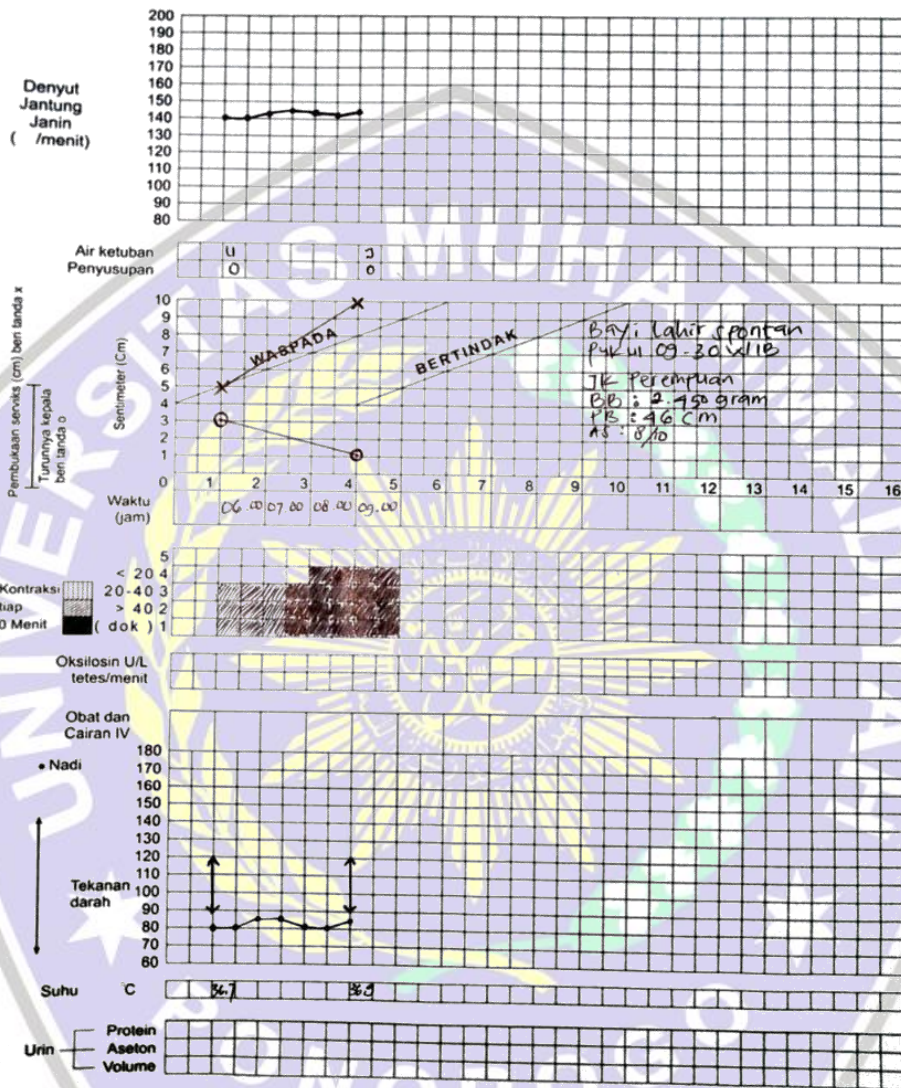 200
190
180
170
160
150
140
130
120
110
100
90
80
Denyut
Jantung
Janin
( /menit)
Air ketuban U J
Penyusupan 0 0
Pembukaan serviks (cm) beri tanda x
Turunnya kepala
beri tanda o
Sentimeter (Cm)
10
9
8
7
6
5
4
3
2
1
0
WASPADA
BERTINDAK
Bayi lahir spontan
Pukul 09.30 WIB
JK Perempuan
BB : 2.450 gram
PB : 46 cm
AS : 8/10
1 2 3 4 5 6 7 8 9 10 11 12 13 14 15 16
Waktu
(jam)
06.00 07.00 08.00 09.00
Kontraksi
tiap
0 Menit
5
< 20 4
20-40 3
> 40 2
( dok ) 1
Oksilosin U/L
tetes/menit
Obat dan
Cairan IV
• Nadi
Tekanan
darah
180
170
160
150
140
130
120
110
100
90
80
70
60
Suhu C 36.7 36.9
Urin
Protein
Aseton
Volume
UNIVERSITAS MUHAMMADIYAH
PONOROGO